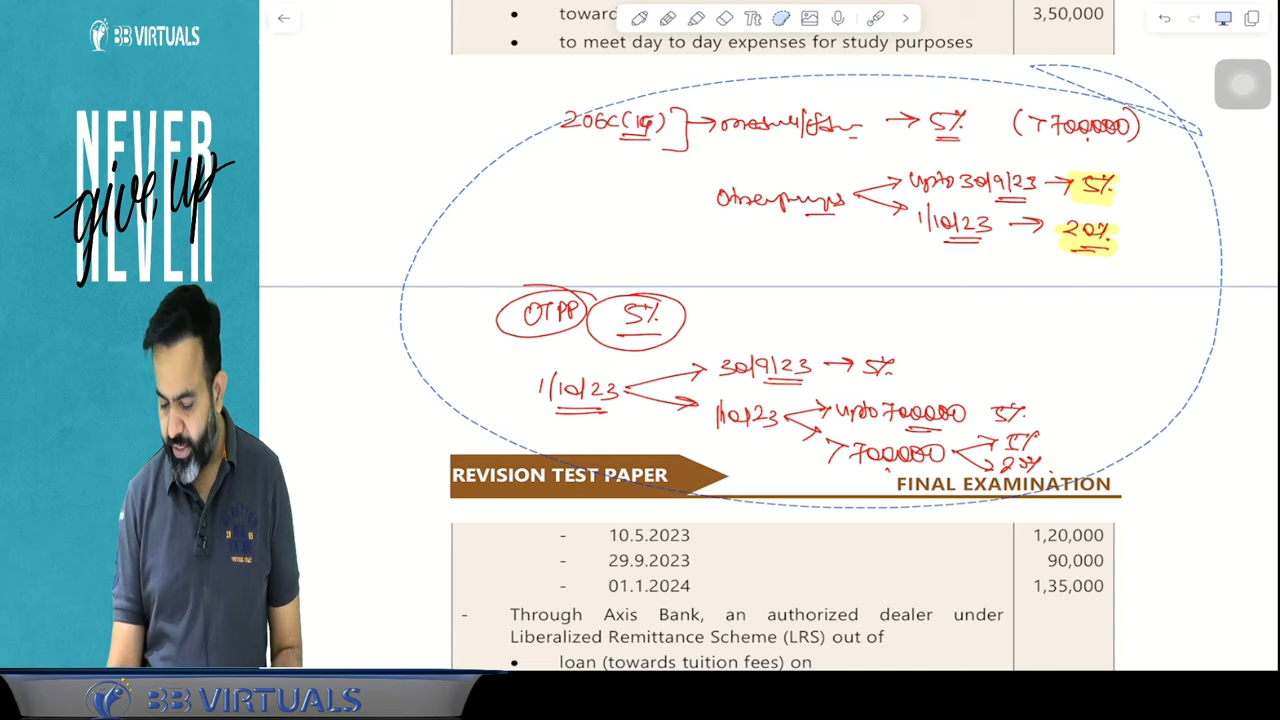 BB VIRTUALS
NEVER
give up
NEVER
towar
Tt
3,50,000
to meet day to day expenses for study purposes
206C(1G) → → 5% (>700000)
upto 30/9/23 → 5%
1/10/23 → 20%
OTPP 5%
1/10/23
30/9/23 → 5%
1/10/23
upto 700000 5%
>700000
5%
20%
REVISION TEST PAPER
FINAL EXAMINATION
- 10.5.2023 1,20,000
- 29.9.2023 90,000
- 01.1.2024 1,35,000
- Through Axis Bank, an authorized dealer under
Liberalized Remittance Scheme (LRS) out of
loan (towards tuition fees) on
BB VIRTUALS